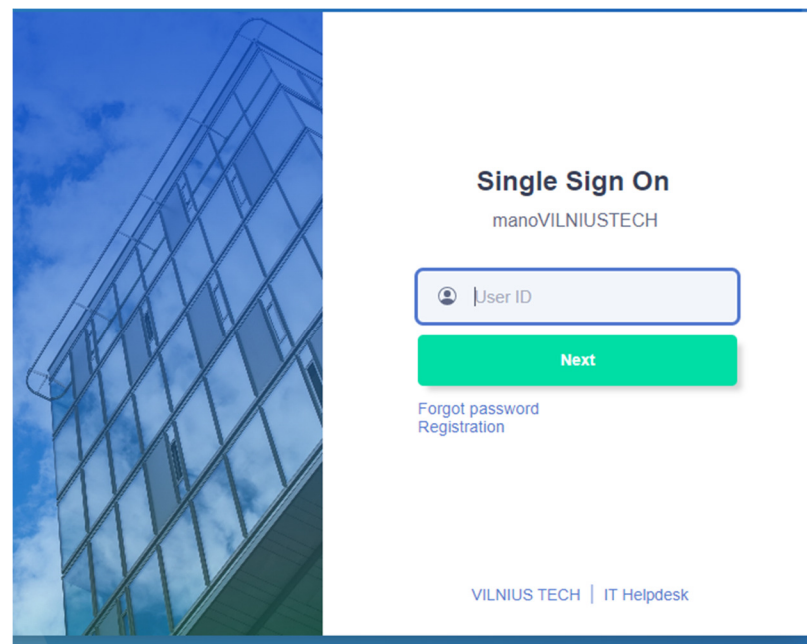 Single Sign On
manoVILNIUSTECH
User ID
Next
Forgot password
Registration
VILNIUS TECH | IT Helpdesk